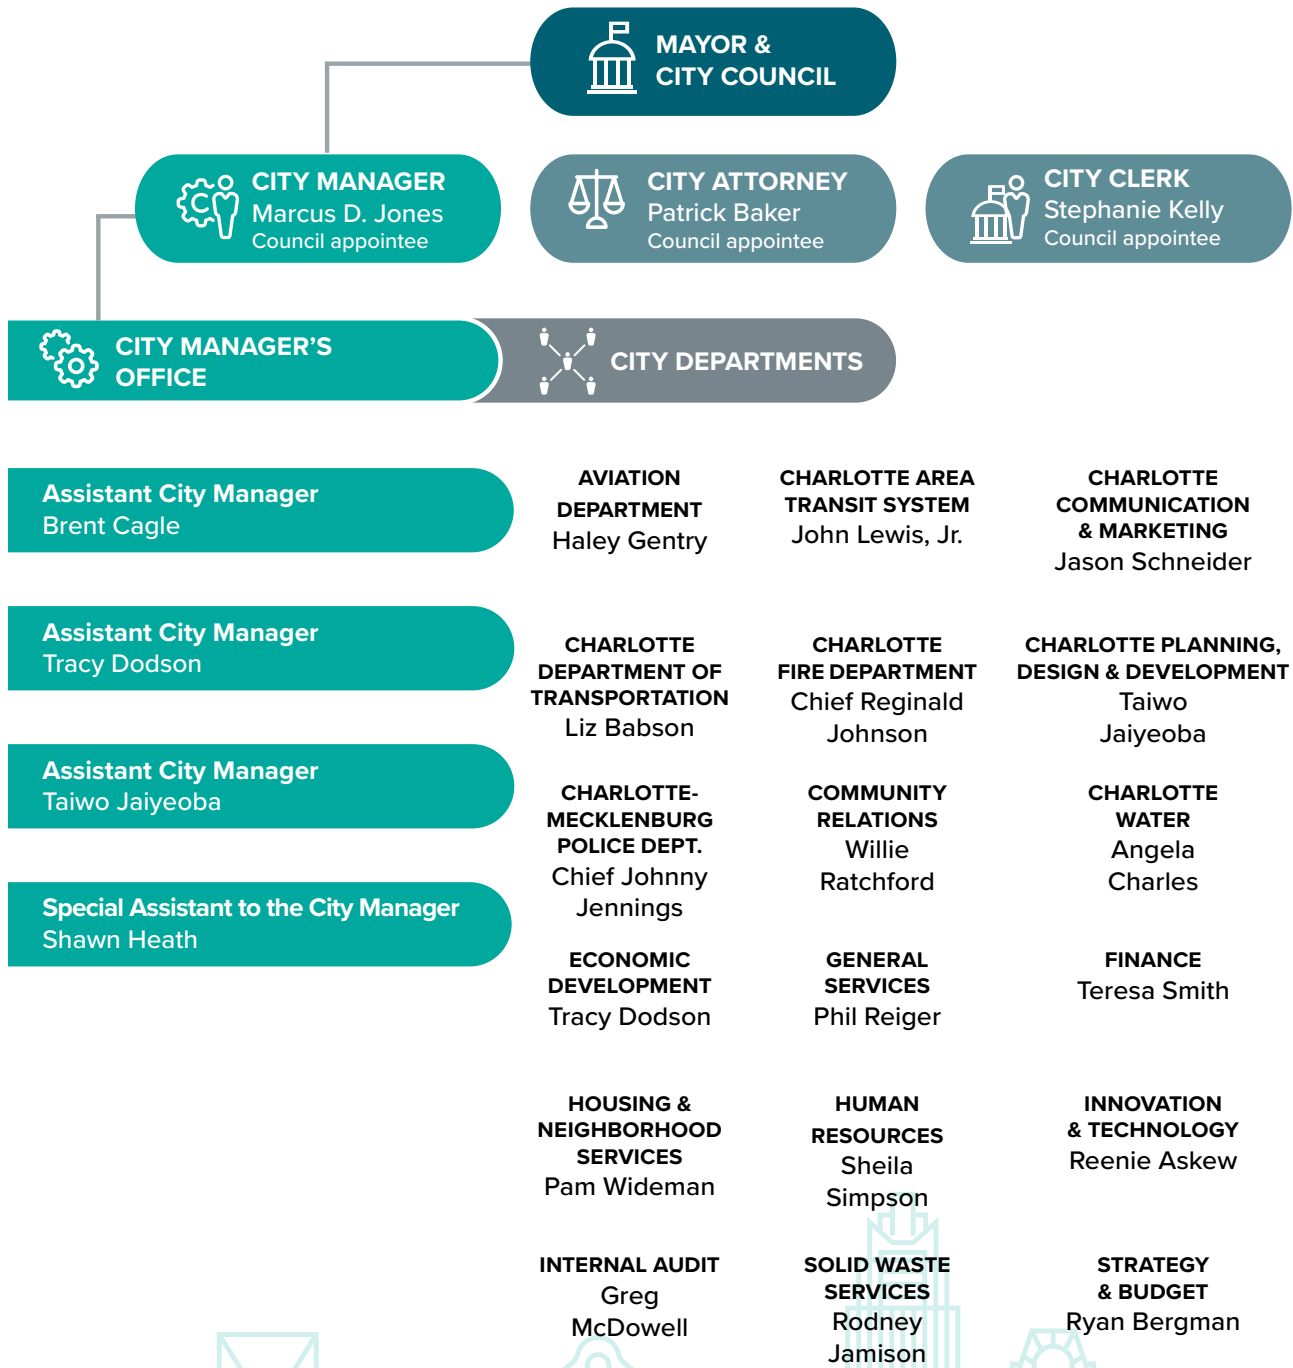 MAYOR &
CITY COUNCIL
CITY MANAGER
Marcus D. Jones
Council appointee
CITY ATTORNEY
Patrick Baker
Council appointee
CITY CLERK
Stephanie Kelly
Council appointee
CITY MANAGER’S
OFFICE
CITY DEPARTMENTS
Assistant City Manager
Brent Cagle
Assistant City Manager
Tracy Dodson
Assistant City Manager
Taiwo Jaiyeoba
Special Assistant to the City Manager
Shawn Heath
AVIATION
DEPARTMENT
Haley Gentry
CHARLOTTE AREA
TRANSIT SYSTEM
John Lewis, Jr.
CHARLOTTE
COMMUNICATION
& MARKETING
Jason Schneider
CHARLOTTE
DEPARTMENT OF
TRANSPORTATION
Liz Babson
CHARLOTTE
FIRE DEPARTMENT
Chief Reginald
Johnson
CHARLOTTE PLANNING,
DESIGN & DEVELOPMENT
Taiwo
Jaiyeoba
CHARLOTTE-
MECKLENBURG
POLICE DEPT.
Chief Johnny
Jennings
COMMUNITY
RELATIONS
Willie
Ratchford
CHARLOTTE
WATER
Angela
Charles
ECONOMIC
DEVELOPMENT
Tracy Dodson
GENERAL
SERVICES
Phil Reiger
FINANCE
Teresa Smith
HOUSING &
NEIGHBORHOOD
SERVICES
Pam Wideman
HUMAN
RESOURCES
Sheila
Simpson
INNOVATION
& TECHNOLOGY
Reenie Askew
INTERNAL AUDIT
Greg
McDowell
SOLID WASTE
SERVICES
Rodney
Jamison
STRATEGY
& BUDGET
Ryan Bergman